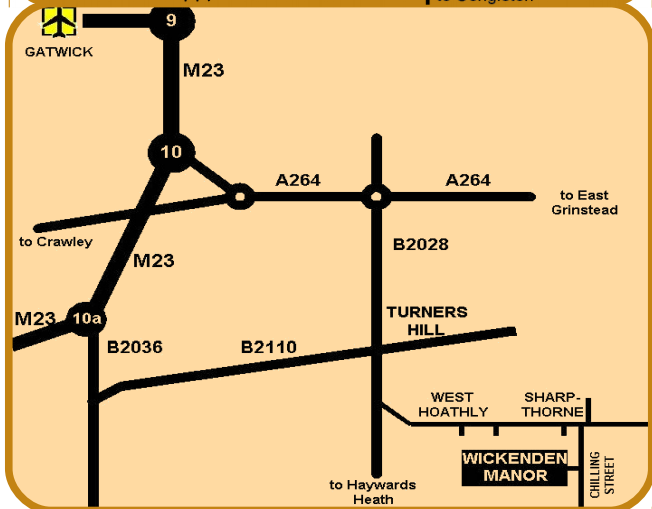 GATWICK
9
M23
10
A264
A264
to East
Grinstead
to Crawley
B2028
M23
M23
10a
B2036
B2110
TURNERS
HILL
WEST
HOATHLY
SHARP-
THORNE
WICKENDEN
MANOR
CHILLING
STREET
to Haywards
Heath